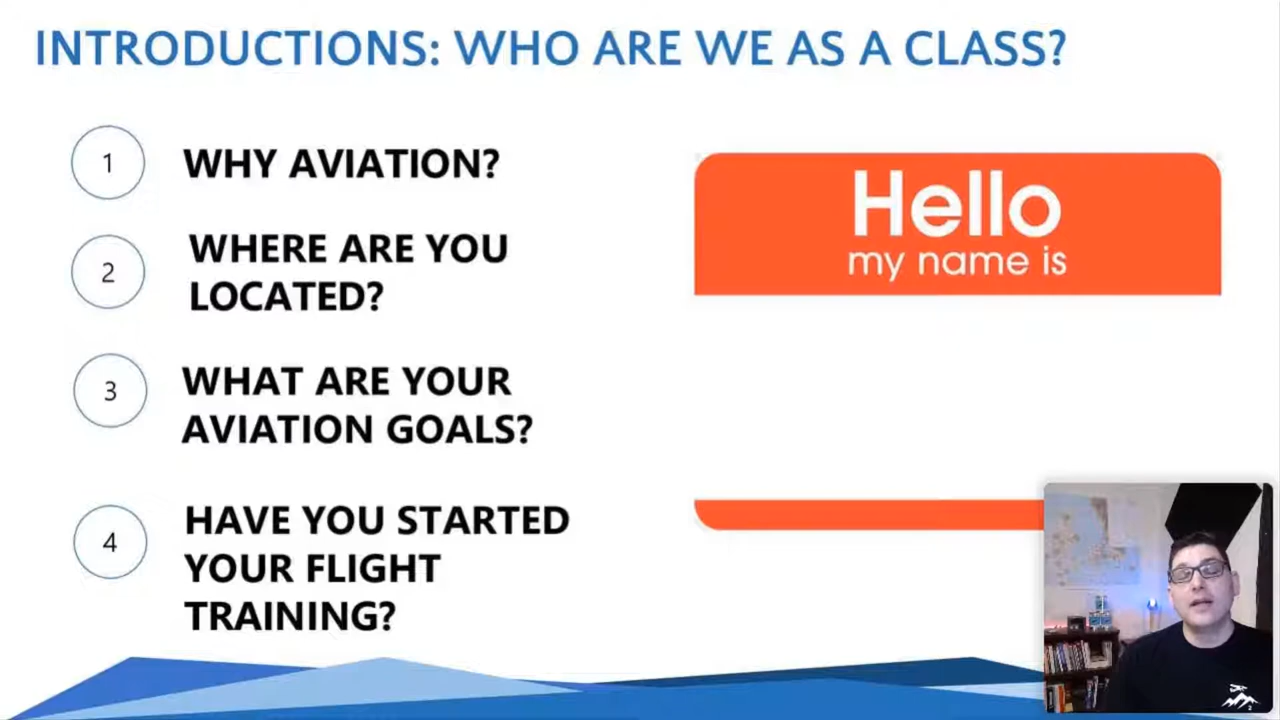 INTRODUCTIONS: WHO ARE WE AS A CLASS?
1
WHY AVIATION?
2
WHERE ARE YOU
LOCATED?
3
WHAT ARE YOUR
AVIATION GOALS?
4
HAVE YOU STARTED
YOUR FLIGHT
TRAINING?
Hello
my name is